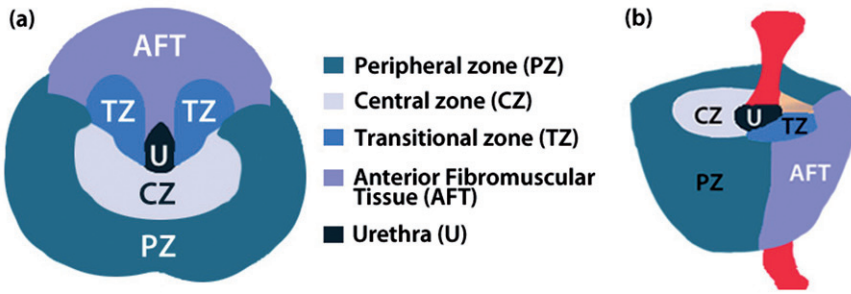 (a)
AFT
TZ TZ
U
CZ
PZ
Peripheral zone (PZ)
Central zone (CZ)
Transitional zone (TZ)
Anterior Fibromuscular
Tissue (AFT)
Urethra (U)
(b)
CZ U TZ
PZ AFT